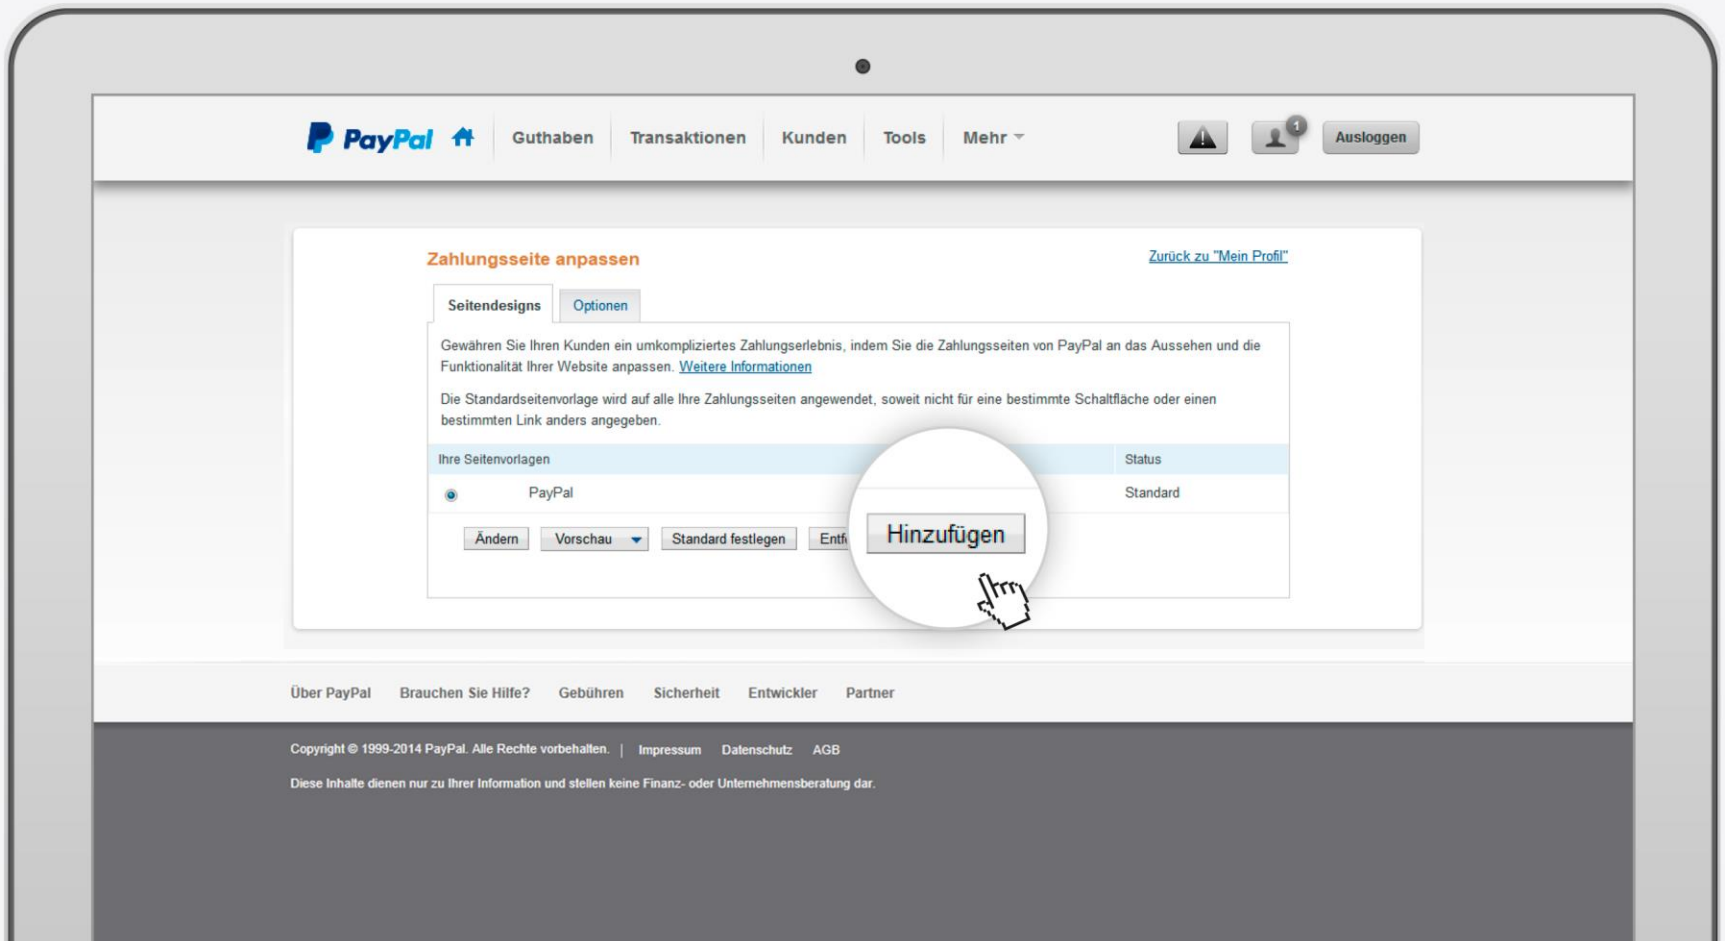 PayPal Guthaben Transaktionen Kunden Tools Mehr 1 Ausloggen
Zahlungsseite anpassen Zurück zu "Mein Profil"
Seitendesigns Optionen
Gewähren Sie Ihren Kunden ein umkompliziertes Zahlungserlebnis, indem Sie die Zahlungsseiten von PayPal an das Aussehen und die
Funktionalität Ihrer Website anpassen. Weitere Informationen
Die Standardseitenvorlage wird auf alle Ihre Zahlungsseiten angewendet, soweit nicht für eine bestimmte Schaltfläche oder einen
bestimmten Link anders angegeben.
Ihre Seitenvorlagen Status
PayPal Standard
Ändern Vorschau Standard festlegen Hinzufügen
Über PayPal Brauchen Sie Hilfe? Gebühren Sicherheit Entwickler Partner
Copyright © 1999-2014 PayPal. Alle Rechte vorbehalten. | Impressum Datenschutz AGB
Diese Inhalte dienen nur zu Ihrer Information und stellen keine Finanz- oder Unternehmensberatung dar.